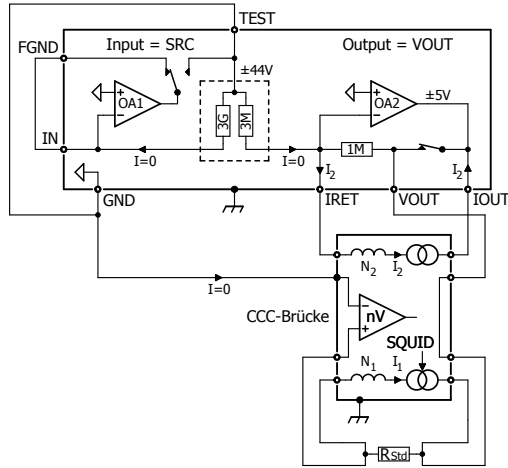 TEST
FGND
Input = SRC
Output = VOUT
±44V
±5V
OA1
OA2
3G
3M
1M
IN
I=0
I=0
I2
I2
GND
IRET
VOUT
IOUT
N2
I2
I=0
CCC-Brücke
nV
SQUID
N1
I1
RStd